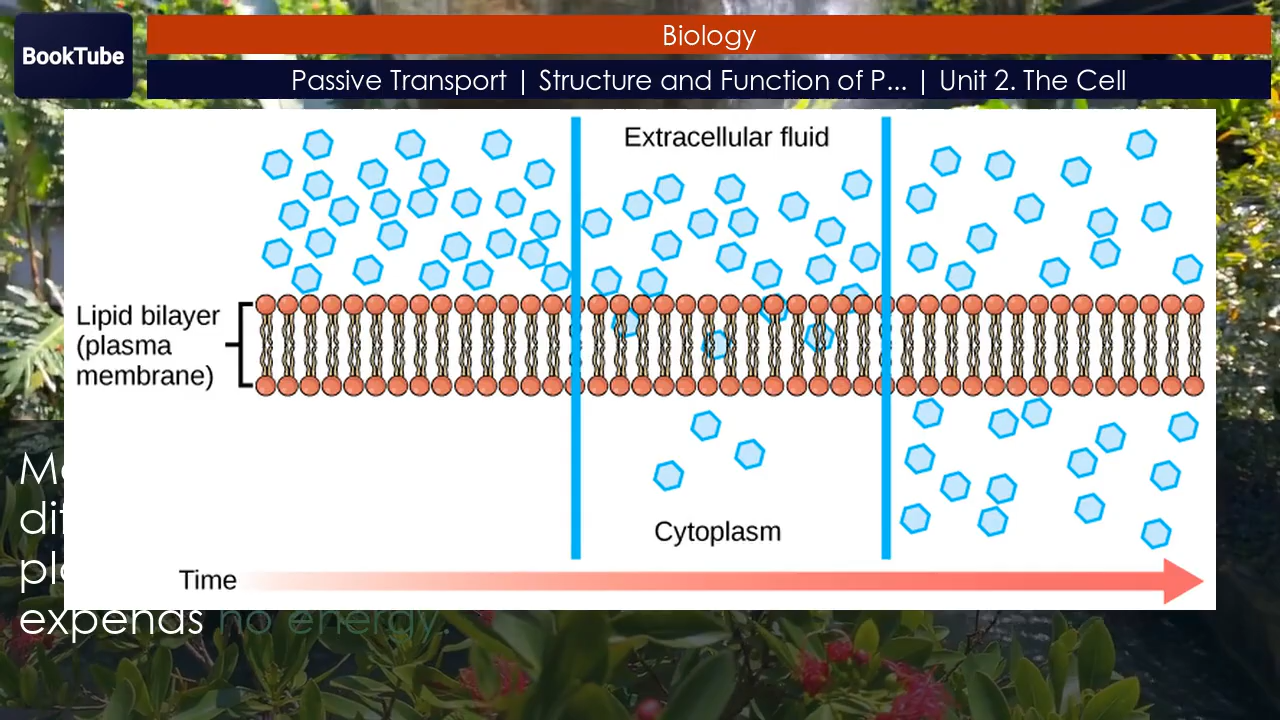 BookTube
Biology
Passive Transport | Structure and Function of P... | Unit 2. The Cell
Extracellular fluid
Lipid bilayer
(plasma
membrane)
Cytoplasm
Time
expends no energy.